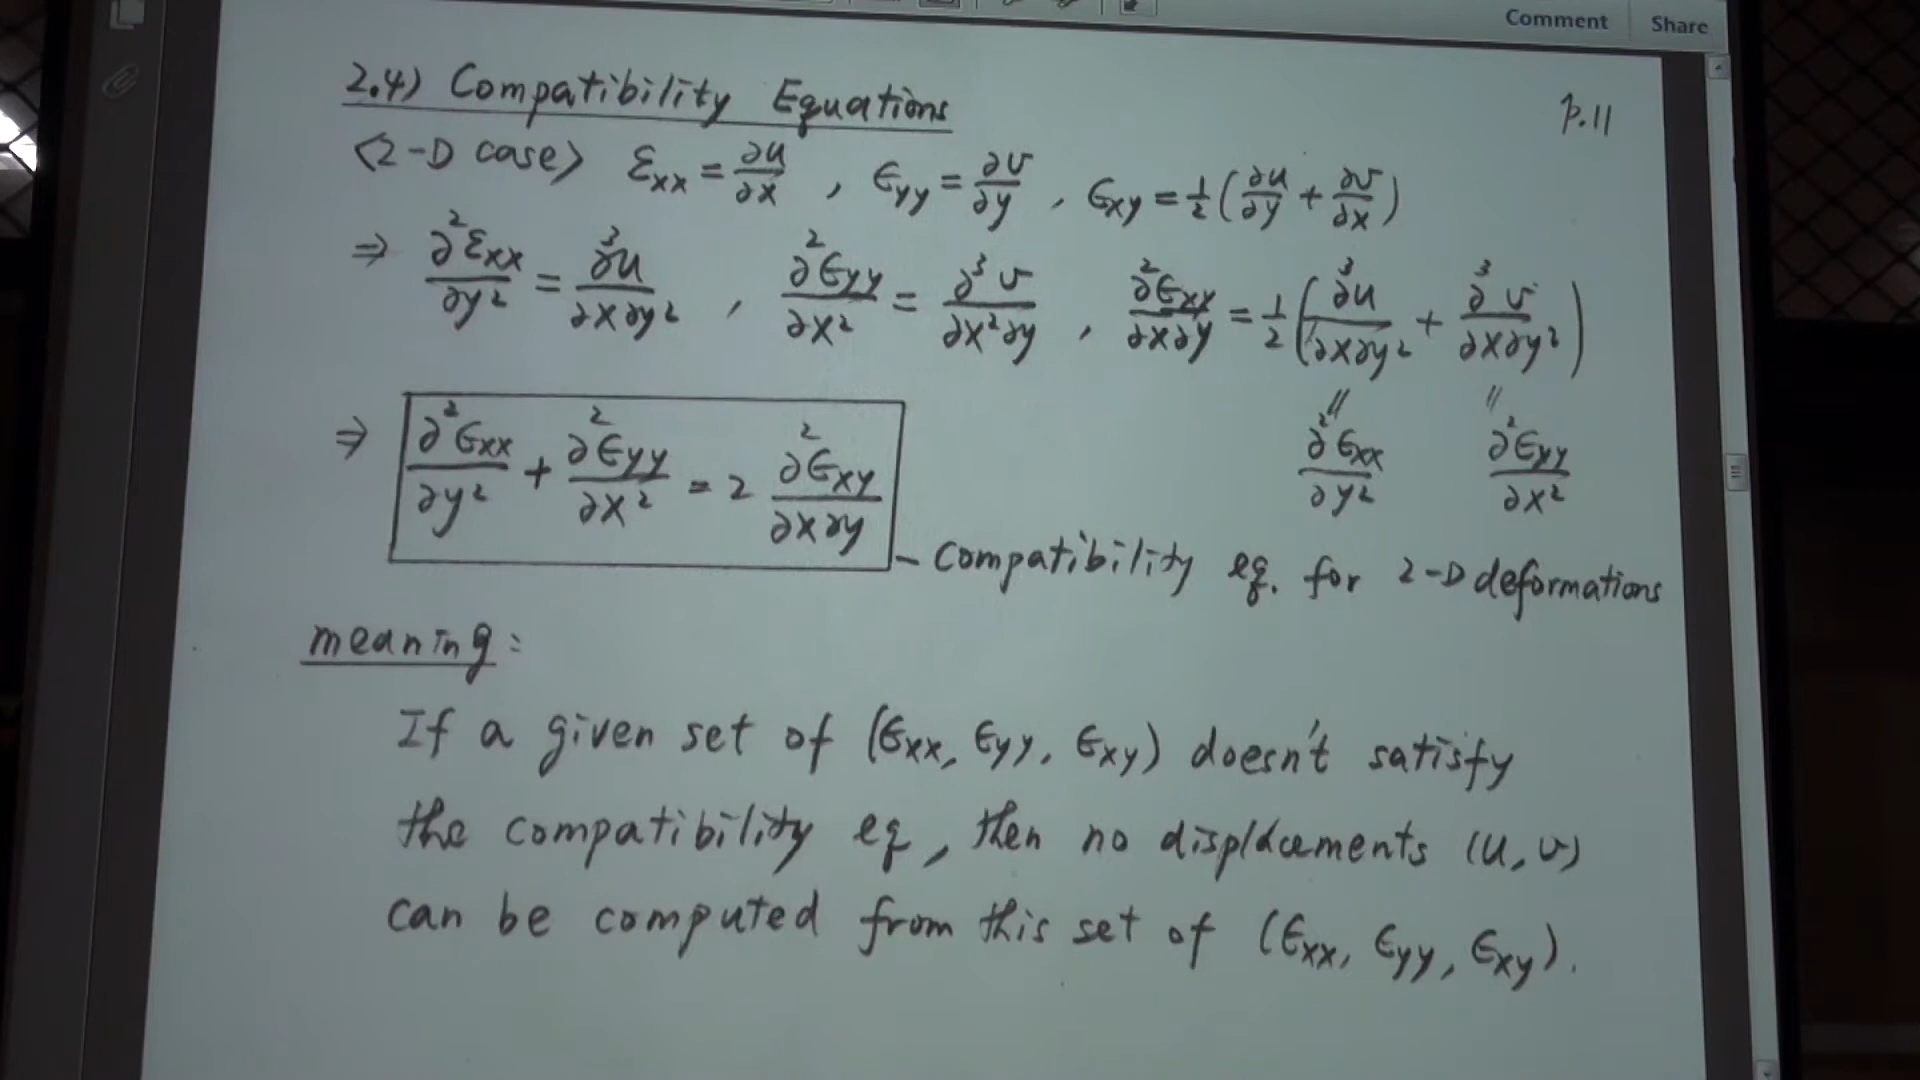 Comment Share
2.4) Compatibility Equations
p.11
<2-D case> εxx = ∂u/∂x , εyy = ∂v/∂y , εxy = 1/2 (∂u/∂y + ∂v/∂x)
⇒ ∂²εxx/∂y² = ∂³u/∂x∂y² , ∂²εyy/∂x² = ∂³v/∂x²∂y , ∂²εxy/∂x∂y = 1/2 (∂³u/∂x∂y² + ∂³v/∂x∂y²)
⇒ ∂²εxx/∂y² + ∂²εyy/∂x² = 2 ∂²εxy/∂x∂y
" ∂²εxx/∂y² " ∂²εyy/∂x²
- Compatibility eq. for 2-D deformations
meaning:
If a given set of (εxx, εyy, εxy) doesn't satisfy
the compatibility eq, then no displacements (u, v)
can be computed from this set of (εxx, εyy, εxy).